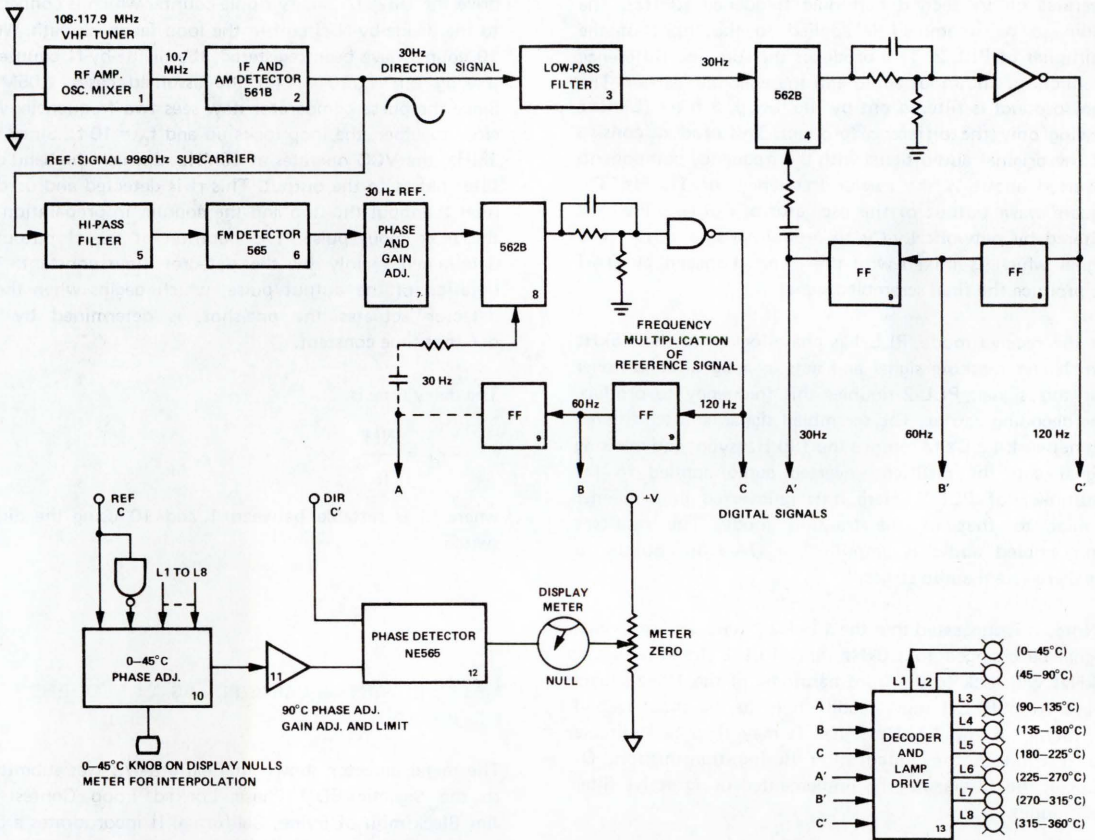 108-117.9 MHz
VHF TUNER
RF AMP.
OSC. MIXER
1
10.7
MHz
IF AND
AM DETECTOR
561B
2
30Hz
DIRECTION SIGNAL
LOW-PASS
FILTER
3
30Hz
562B
4
REF. SIGNAL 9960 Hz SUBCARRIER
HI-PASS
FILTER
5
FM DETECTOR
565
6
30 HZ REF.
PHASE
AND
GAIN
ADJ.
7
562B
8
FF
9
FF
9
FREQUENCY
MULTIPLICATION
OF
REFERENCE SIGNAL
30 Hz
FF
9
60Hz
FF
9
120 Hz
30Hz
60Hz
120 Hz
A
B
C
A'
B'
C'
DIGITAL SIGNALS
REF
C
DIR
C'
+V
L1 TO L8
0–45°C
PHASE ADJ.
10
11
90°C PHASE ADJ.
GAIN ADJ. AND LIMIT
PHASE DETECTOR
NE565
12
DISPLAY
METER
NULL
METER
ZERO
0–45°C KNOB ON DISPLAY NULLS
METER FOR INTERPOLATION
A
B
C
A'
B'
C'
DECODER
AND
LAMP
DRIVER
13
L1
L2
L3
L4
L5
L6
L7
L8
(0–45°C)
(45–90°C)
(90–135°C)
(135–180°C)
(180–225°C)
(225–270°C)
(270–315°C)
(315–360°C)